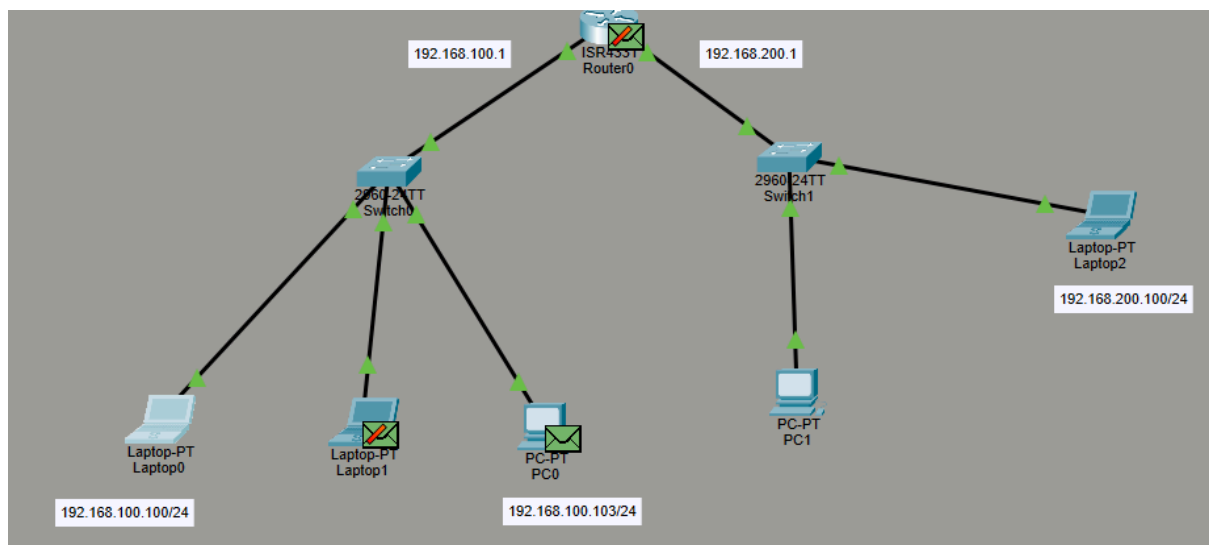 192.168.100.1
ISR4331
Router0
192.168.200.1
2960-24TT
Switch0
2960-24TT
Switch1
Laptop-PT
Laptop2
192.168.200.100/24
PC-PT
PC1
Laptop-PT
Laptop0
Laptop-PT
Laptop1
PC-PT
PC0
192.168.100.100/24
192.168.100.103/24